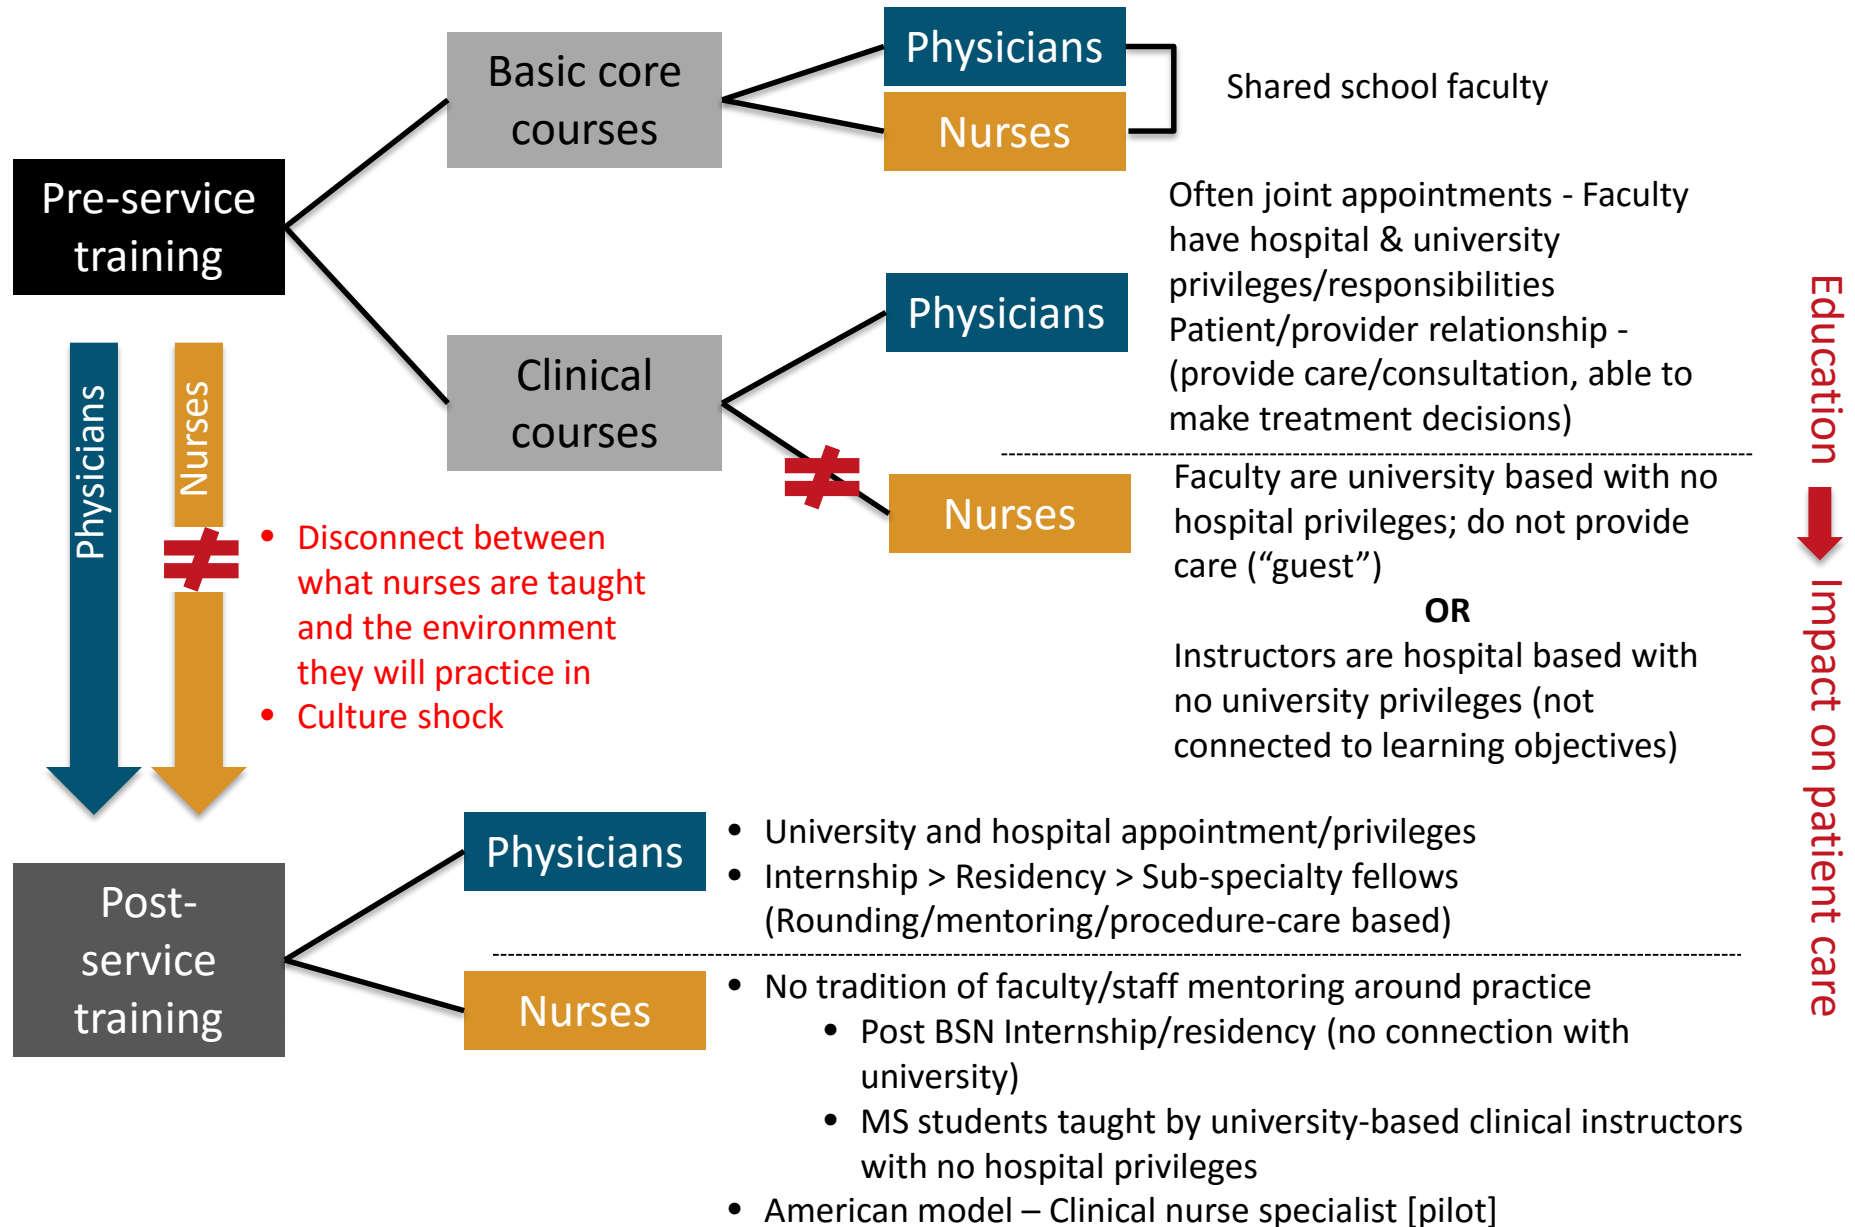 Basic core
courses
Physicians
Nurses
Shared school faculty
Pre-service
training
Often joint appointments - Faculty
have hospital & university
privileges/responsibilities
Patient/provider relationship -
(provide care/consultation, able to
make treatment decisions)
Physicians
Clinical
courses
Nurses
Faculty are university based with no
hospital privileges; do not provide
care (“guest”)
OR
Instructors are hospital based with
no university privileges (not
connected to learning objectives)
Physicians
Nurses
≠
≠
• Disconnect between
what nurses are taught
and the environment
they will practice in
• Culture shock
Education
Impact on patient care
Post-
service
training
Physicians
• University and hospital appointment/privileges
• Internship > Residency > Sub-specialty fellows
(Rounding/mentoring/procedure-care based)
Nurses
• No tradition of faculty/staff mentoring around practice
• Post BSN Internship/residency (no connection with
university)
• MS students taught by university-based clinical instructors
with no hospital privileges
• American model – Clinical nurse specialist [pilot]